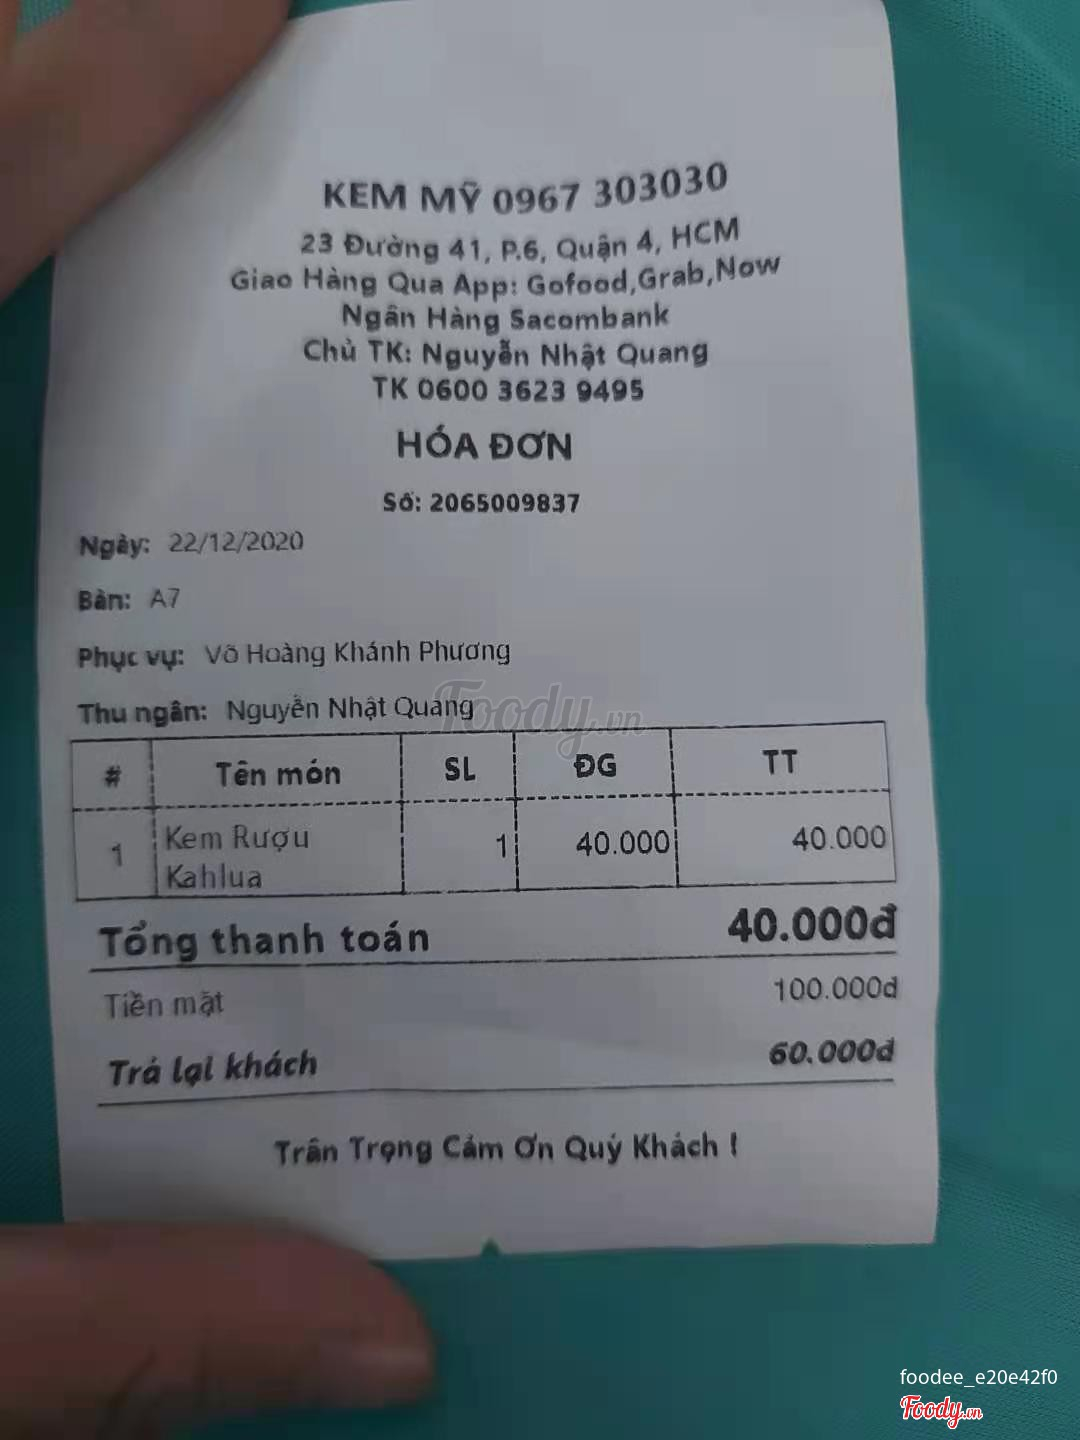 KEM MỸ 0967 303030
23 Đường 41, P.6, Quận 4, HCM
Giao Hàng Qua App: Gofood,Grab,Now
Ngân Hàng Sacombank
Chủ TK: Nguyễn Nhật Quang
TK 0600 3623 9495
HÓA ĐƠN
Số: 2065009837
Ngày: 22/12/2020
Bàn: A7
Phục vụ: Võ Hoàng Khánh Phương
Thu ngân: Nguyễn Nhật Quang
Foody.vn
# Tên món SL ĐG TT
1 Kem Rượu Kahlua 1 40.000 40.000
Tổng thanh toán 40.000đ
Tiền mặt 100.000đ
Trả lại khách 60.000đ
Trân Trọng Cảm Ơn Quý Khách !
foodee_e20e42f0
Foody.vn